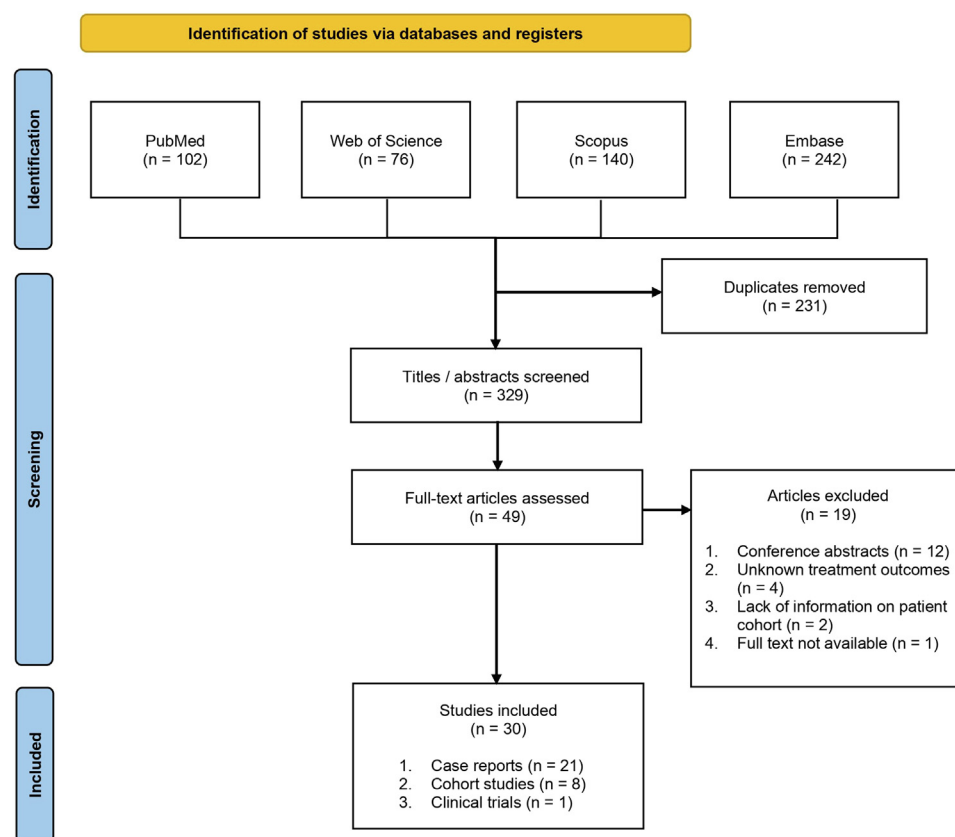 Identification of studies via databases and registers
Identification
PubMed
(n = 102)
Web of Science
(n = 76)
Scopus
(n = 140)
Embase
(n = 242)
Screening
Duplicates removed
(n = 231)
Titles / abstracts screened
(n = 329)
Full-text articles assessed
(n = 49)
Articles excluded
(n = 19)
1. Conference abstracts (n = 12)
2. Unknown treatment outcomes
(n = 4)
3. Lack of information on patient
cohort (n = 2)
4. Full text not available (n = 1)
Included
Studies included
(n = 30)
1. Case reports (n = 21)
2. Cohort studies (n = 8)
3. Clinical trials (n = 1)